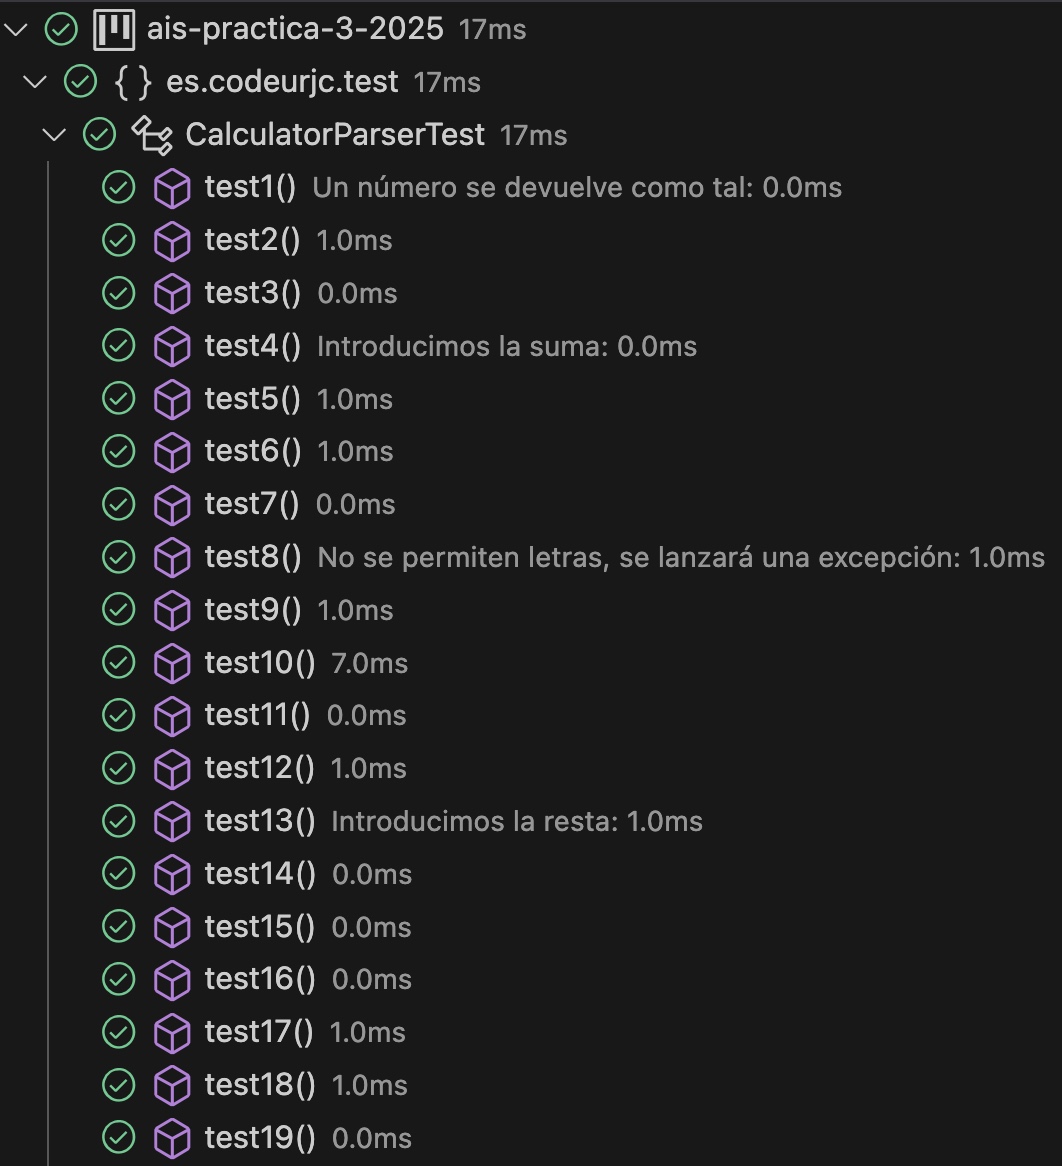 ais-practica-3-2025 17ms
{ } es.codeurjc.test 17ms
CalculatorParserTest 17ms
test1() Un número se devuelve como tal: 0.0ms
test2() 1.0ms
test3() 0.0ms
test4() Introducimos la suma: 0.0ms
test5() 1.0ms
test6() 1.0ms
test7() 0.0ms
test8() No se permiten letras, se lanzará una excepción: 1.0ms
test9() 1.0ms
test10() 7.0ms
test11() 0.0ms
test12() 1.0ms
test13() Introducimos la resta: 1.0ms
test14() 0.0ms
test15() 0.0ms
test16() 0.0ms
test17() 1.0ms
test18() 1.0ms
test19() 0.0ms